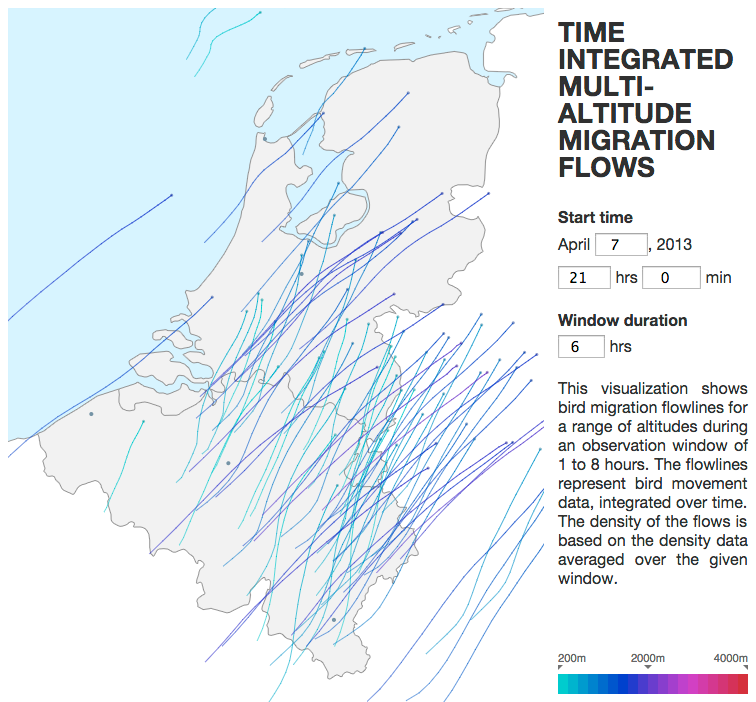 TIME
INTEGRATED
MULTI-
ALTITUDE
MIGRATION
FLOWS
Start time
April 7, 2013
21 hrs 0 min
Window duration
6 hrs
This visualization shows
bird migration flowlines for
a range of altitudes during
an observation window of
1 to 8 hours. The flowlines
represent bird movement
data, integrated over time.
The density of the flows is
based on the density data
averaged over the given
window.
200m 2000m 4000m